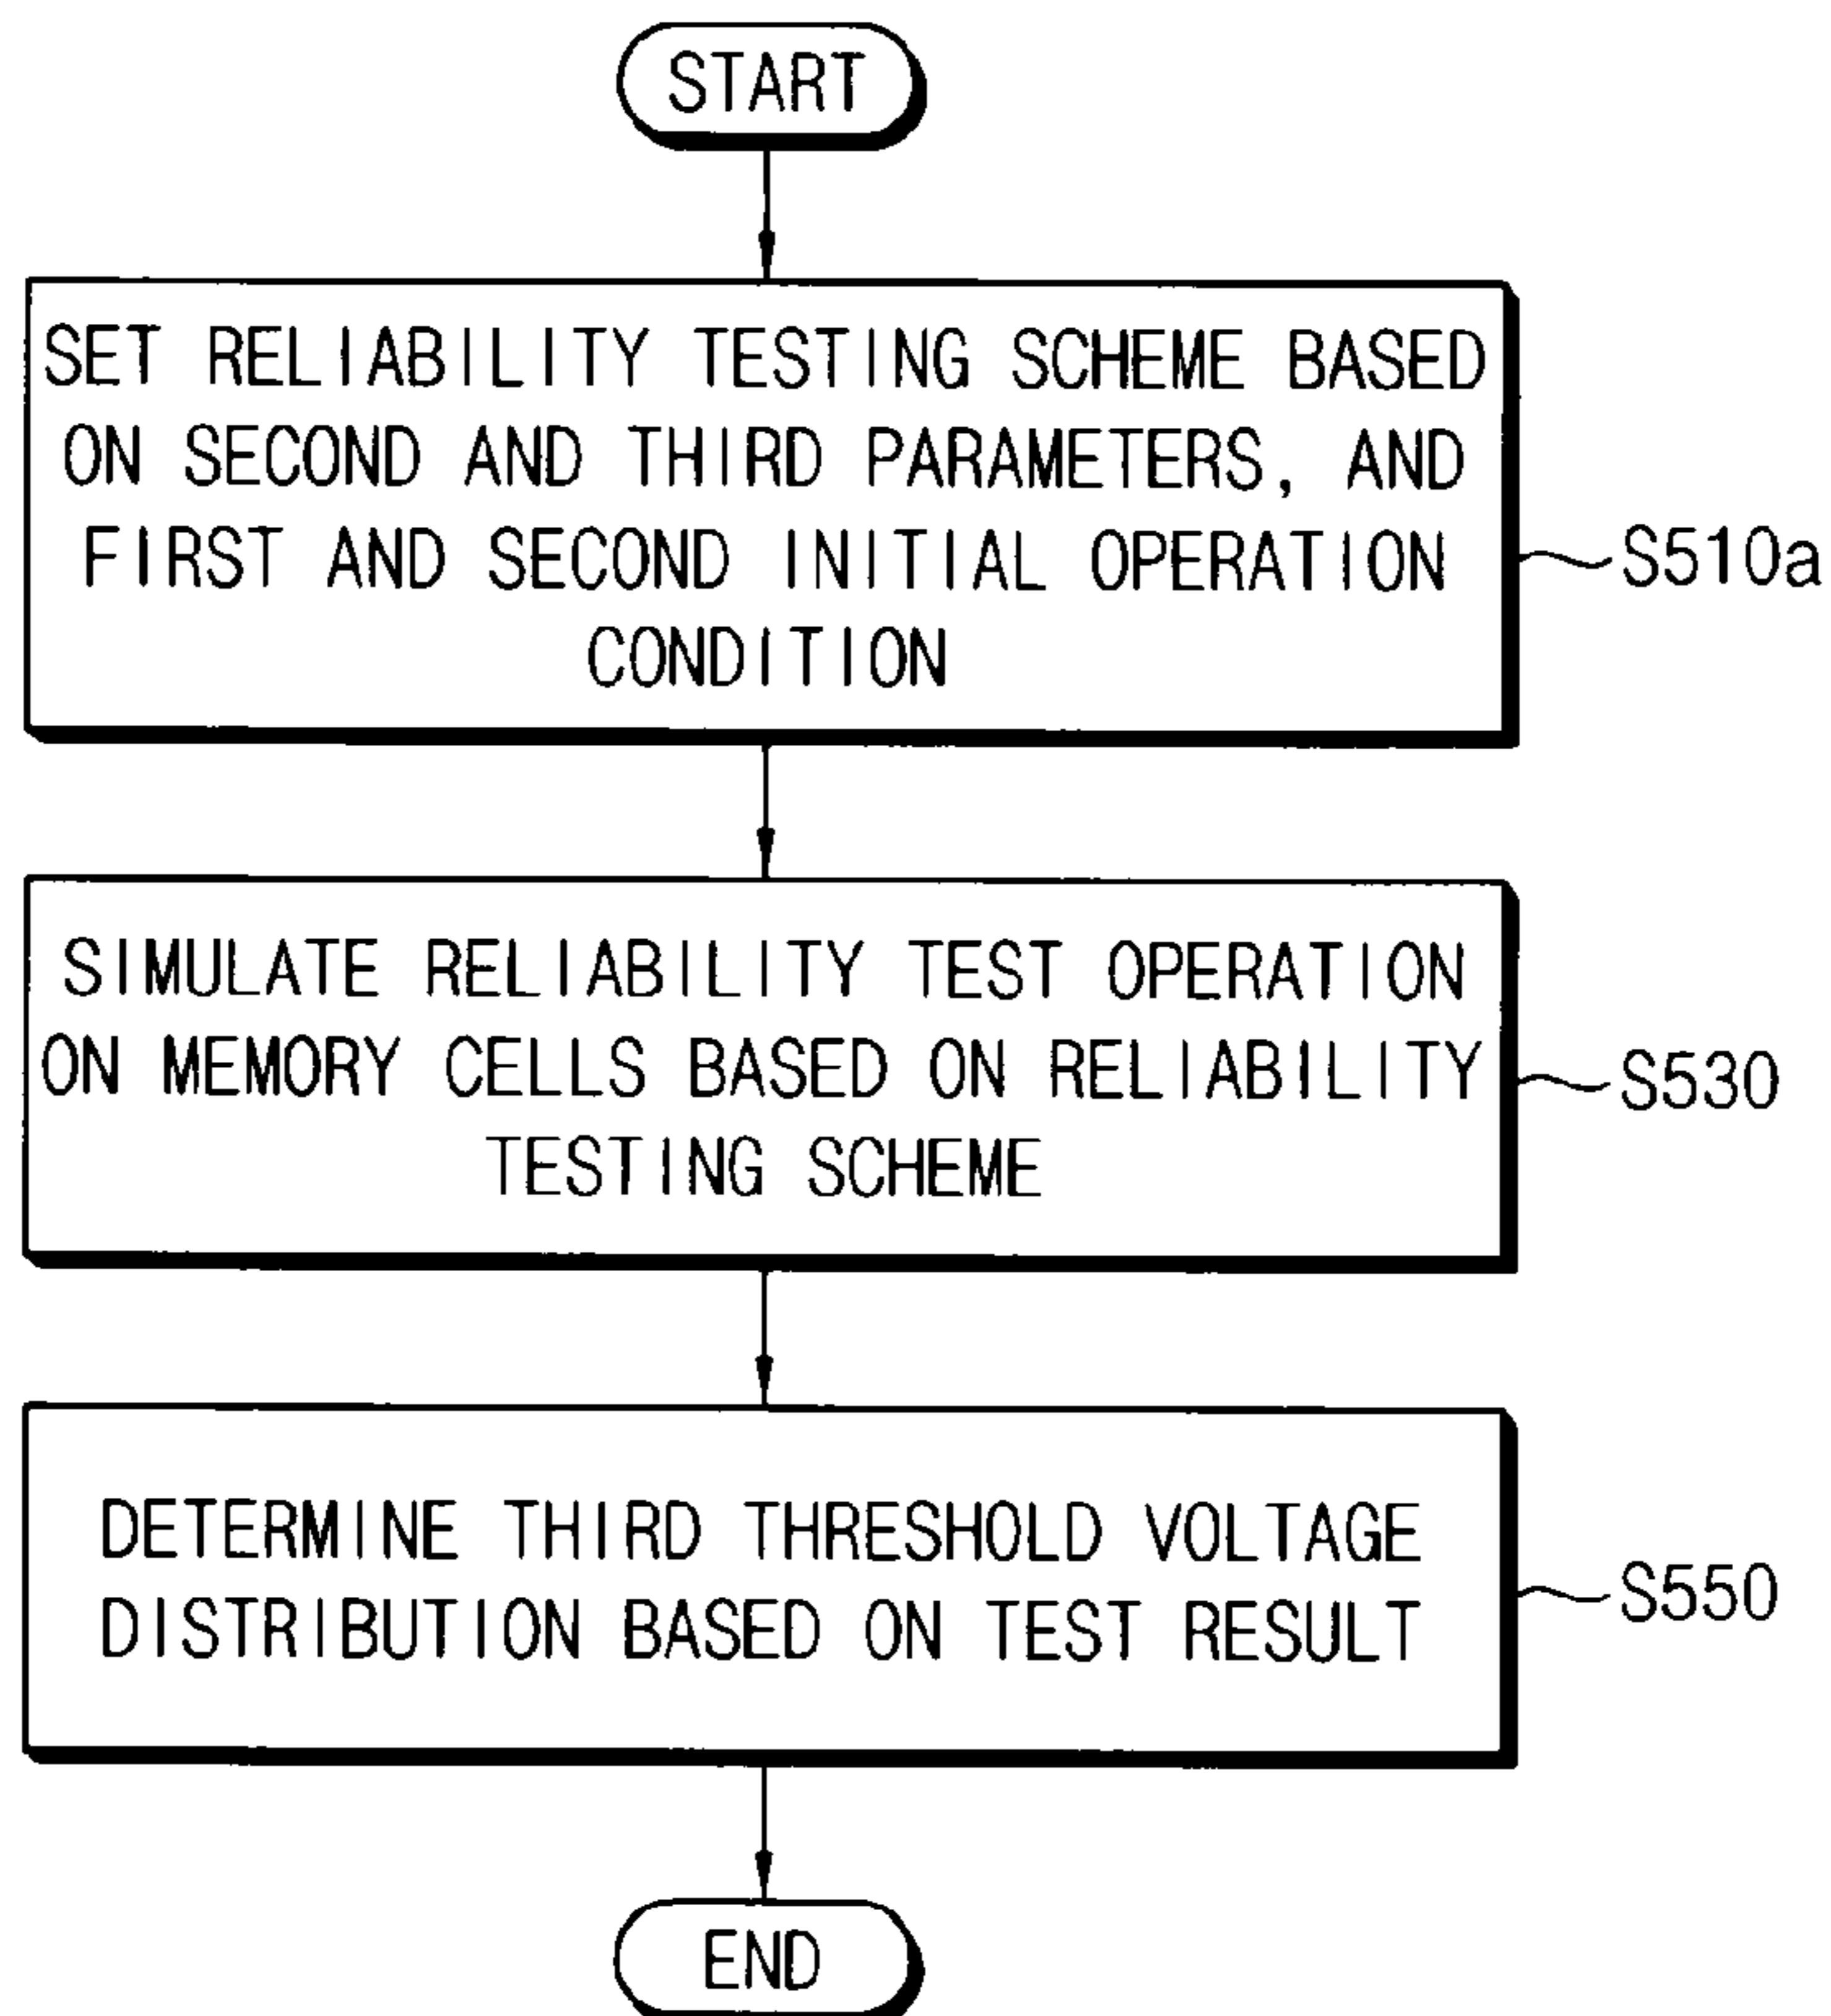 START
SET RELIABILITY TESTING SCHEME BASED
ON SECOND AND THIRD PARAMETERS, AND
FIRST AND SECOND INITIAL OPERATION
CONDITION
S510a
SIMULATE RELIABILITY TEST OPERATION
ON MEMORY CELLS BASED ON RELIABILITY
TESTING SCHEME
S530
DETERMINE THIRD THRESHOLD VOLTAGE
DISTRIBUTION BASED ON TEST RESULT
S550
END